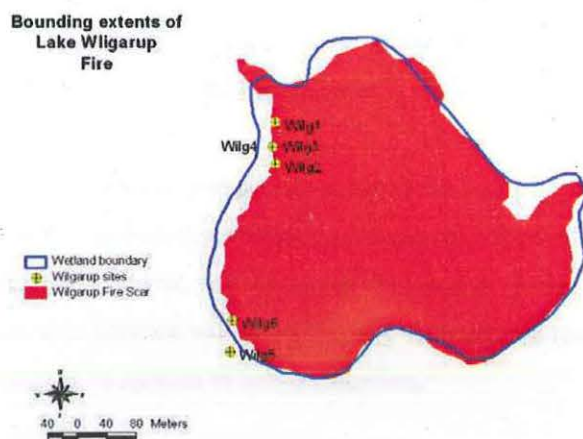 Bounding extents of
Lake Wligarup
Fire
Wilg1
Wilg4 Wilg3
Wilg2
Wetland boundary
Wilgarup sites
Wilgarup Fire Scar
Wilg6
Wilg5
40 0 40 80 Meters